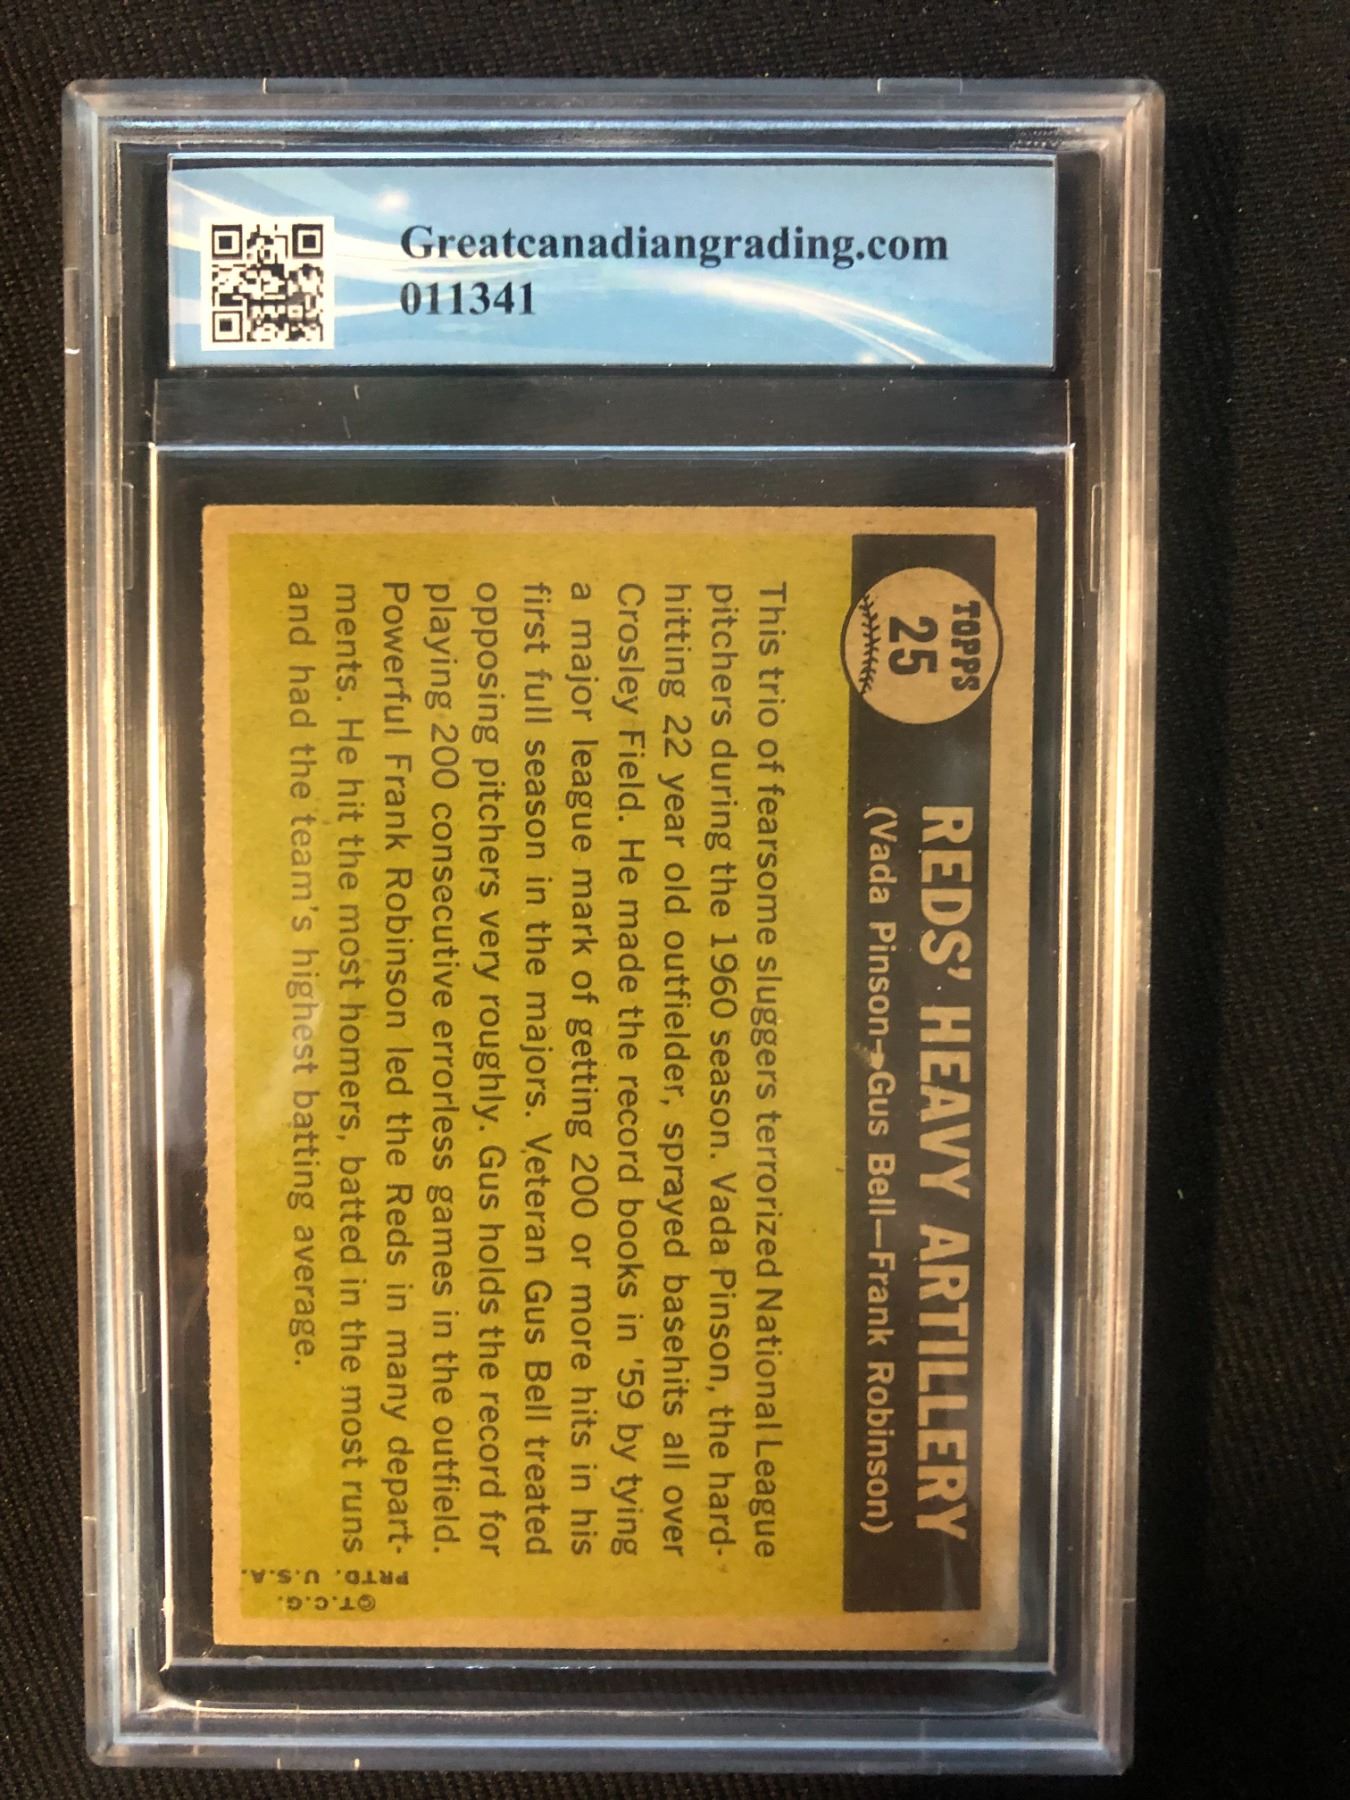 Greatcanadiangrading.com
011341
TOPPS
25
REDS' HEAVY ARTILLERY
(Vada Pinson—Gus Bell—Frank Robinson)
This trio of fearsome sluggers terrorized National League
pitchers during the 1960 season. Vada Pinson, the hard-
hitting 22 year old outfielder, sprayed basehits all over
Crosley Field. He made the record books in '59 by tying
a major league mark of getting 200 or more hits in his
first full season in the majors. Veteran Gus Bell treated
opposing pitchers very roughly. Gus holds the record for
playing 200 consecutive errorless games in the outfield.
Powerful Frank Robinson led the Reds in many depart-
ments. He hit the most homers, batted in the most runs
and had the team's highest batting average.
©T.C.G.
PRTD. U.S.A.